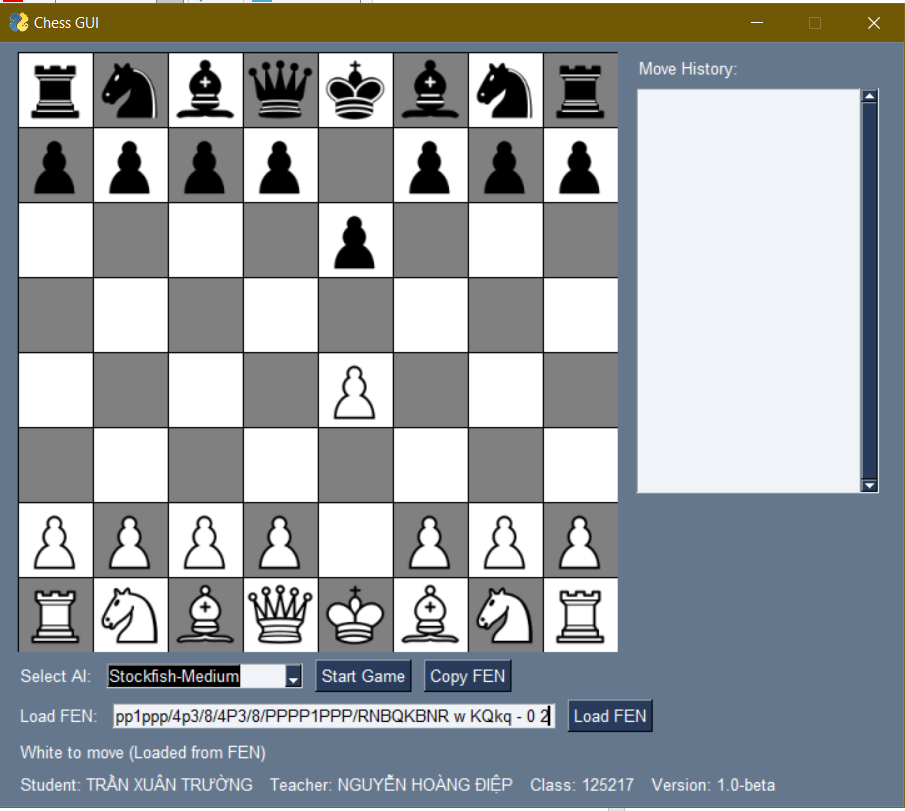 Chess GUI
Move History:
Select AI: Stockfish-Medium Start Game Copy FEN
Load FEN: pp1ppp/4p3/8/4P3/8/PPPP1PPP/RNBQKBNR w KQkq - 0 2 Load FEN
White to move (Loaded from FEN)
Student: TRẦN XUÂN TRƯỜNG Teacher: NGUYỄN HOÀNG ĐIỆP Class: 125217 Version: 1.0-beta